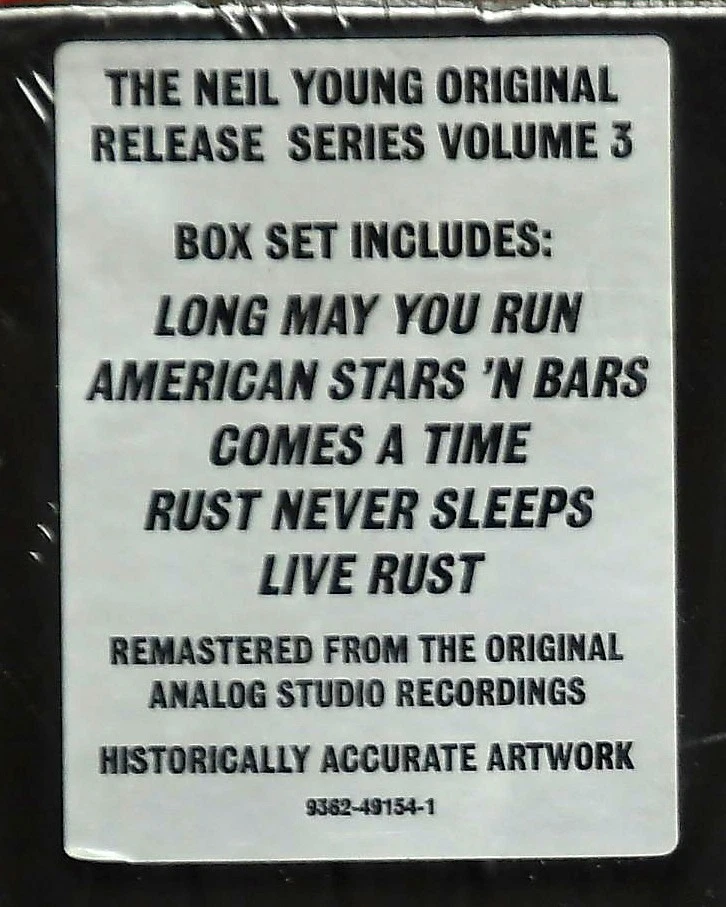 THE NEIL YOUNG ORIGINAL
RELEASE SERIES VOLUME 3
BOX SET INCLUDES:
LONG MAY YOU RUN
AMERICAN STARS 'N BARS
COMES A TIME
RUST NEVER SLEEPS
LIVE RUST
REMASTERED FROM THE ORIGINAL
ANALOG STUDIO RECORDINGS
HISTORICALLY ACCURATE ARTWORK
9362-49154-1